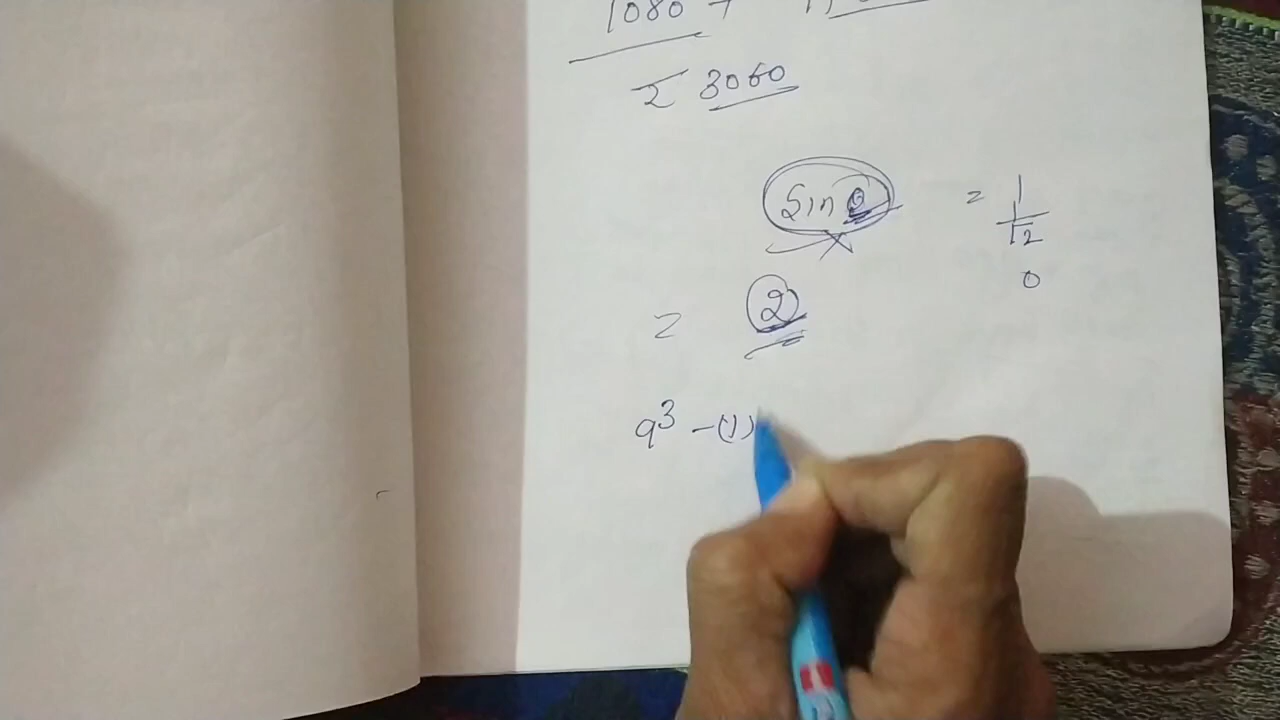 1080 +
= 3060
Sin θ = 1/√2
0
= 2
a³ - (1)